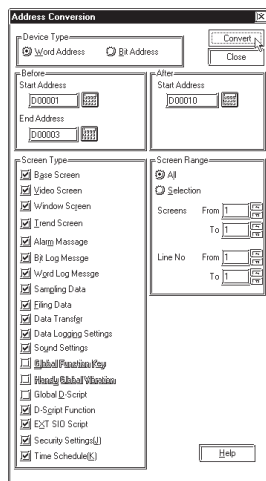 Address Conversion
Device Type
Word Address Bit Address
Convert
Close
Before
Start Address
D00001
End Address
D00003
After
Start Address
D00010
Screen Type
Base Screen
Video Screen
Window Screen
Trend Screen
Alarm Massage
Bit Log Messge
Word Log Messge
Sampling Data
Filing Data
Data Transfer
Data Logging Settings
Sound Settings
Global Function Key
Handy Global Vibration
Global D-Script
D-Script Function
EXT SIO Script
Security Settings(J)
Time Schedule(K)
Screen Range
All
Selection
Screens From 1
To 1
Line No From 1
To 1
Help